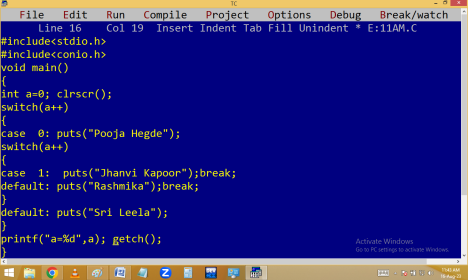 TC
File Edit Run Compile Project Options Debug Break/watch
Line 16 Col 19 Insert Indent Tab Fill Unindent * E:11AM.C
#include<stdio.h>
#include<conio.h>
void main()
{
int a=0; clrscr();
switch(a++)
{
case 0: puts("Pooja Hegde");
switch(a++)
{
case 1: puts("Jhanvi Kapoor");break;
default: puts("Rashmika");break;
}
default: puts("Sri Leela");
}
printf("a=%d",a); getch();
}
Activate Windows
Go to PC settings to activate Windows.
11:40 AM